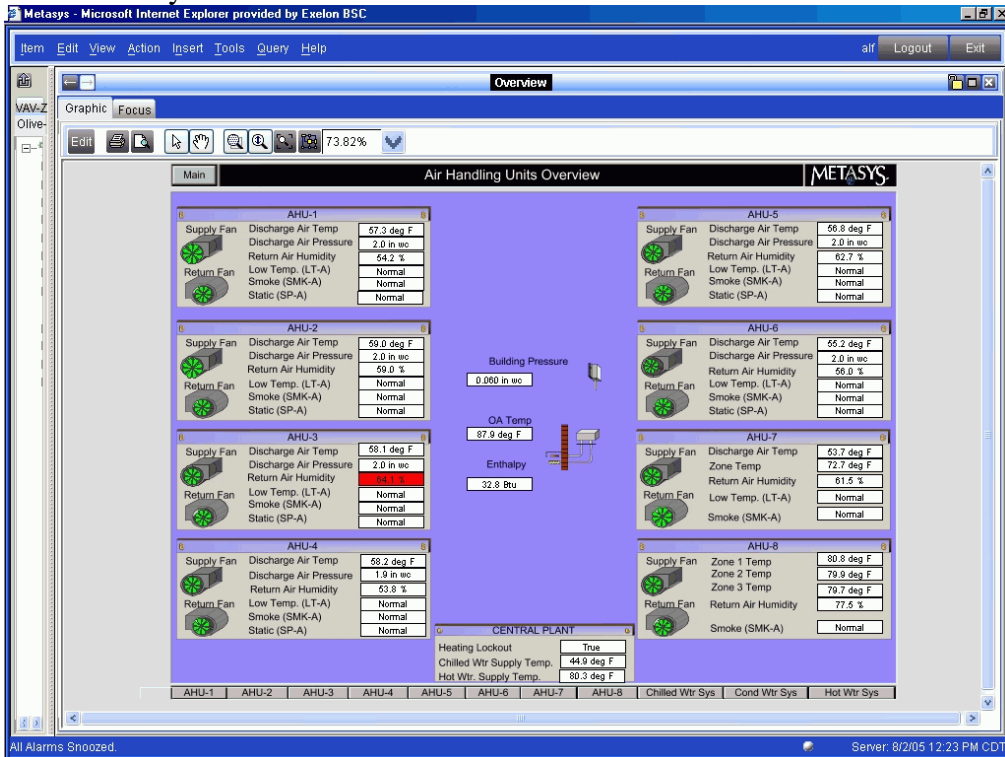 Metasys - Microsoft Internet Explorer provided by Exelon BSC
Item Edit View Action Insert Tools Query Help alf Logout Exit
Overview
VAV-Z Graphic Focus
Olive-
Edit 73.82%
Main Air Handling Units Overview METASYS.
AHU-1
Supply Fan Discharge Air Temp 57.3 deg F
Discharge Air Pressure 2.0 in wc
Return Air Humidity 54.2 %
Return Fan Low Temp. (LT-A) Normal
Smoke (SMK-A) Normal
Static (SP-A) Normal
AHU-5
Supply Fan Discharge Air Temp 56.8 deg F
Discharge Air Pressure 2.0 in wc
Return Air Humidity 62.7 %
Return Fan Low Temp. (LT-A) Normal
Smoke (SMK-A) Normal
Static (SP-A) Normal
AHU-2
Supply Fan Discharge Air Temp 59.0 deg F
Discharge Air Pressure 2.0 in wc
Return Air Humidity 59.0 %
Return Fan Low Temp. (LT-A) Normal
Smoke (SMK-A) Normal
Static (SP-A) Normal
Building Pressure
0.060 in wc
AHU-6
Supply Fan Discharge Air Temp 55.2 deg F
Discharge Air Pressure 2.0 in wc
Return Air Humidity 56.0 %
Return Fan Low Temp. (LT-A) Normal
Smoke (SMK-A) Normal
Static (SP-A) Normal
AHU-3
Supply Fan Discharge Air Temp 58.1 deg F
Discharge Air Pressure 2.0 in wc
Return Air Humidity 64.1 %
Return Fan Low Temp. (LT-A) Normal
Smoke (SMK-A) Normal
Static (SP-A) Normal
OA Temp
87.9 deg F
Enthalpy
32.8 Btu
AHU-7
Supply Fan Discharge Air Temp 53.7 deg F
Zone Temp 72.7 deg F
Return Air Humidity 61.5 %
Return Fan Low Temp. (LT-A) Normal
Smoke (SMK-A) Normal
AHU-4
Supply Fan Discharge Air Temp 58.2 deg F
Discharge Air Pressure 1.9 in wc
Return Air Humidity 53.8 %
Return Fan Low Temp. (LT-A) Normal
Smoke (SMK-A) Normal
Static (SP-A) Normal
AHU-8
Supply Fan Zone 1 Temp 80.8 deg F
Zone 2 Temp 79.9 deg F
Zone 3 Temp 79.7 deg F
Return Fan Return Air Humidity 77.5 %
Smoke (SMK-A) Normal
CENTRAL PLANT
Heating Lockout True
Chilled Wtr Supply Temp. 44.9 deg F
Hot Wtr. Supply Temp. 80.3 deg F
AHU-1 AHU-2 AHU-3 AHU-4 AHU-5 AHU-6 AHU-7 AHU-8 Chilled Wtr Sys Cond Wtr Sys Hot Wtr Sys
All Alarms Snoozed. Server: 8/2/05 12:23 PM CDT